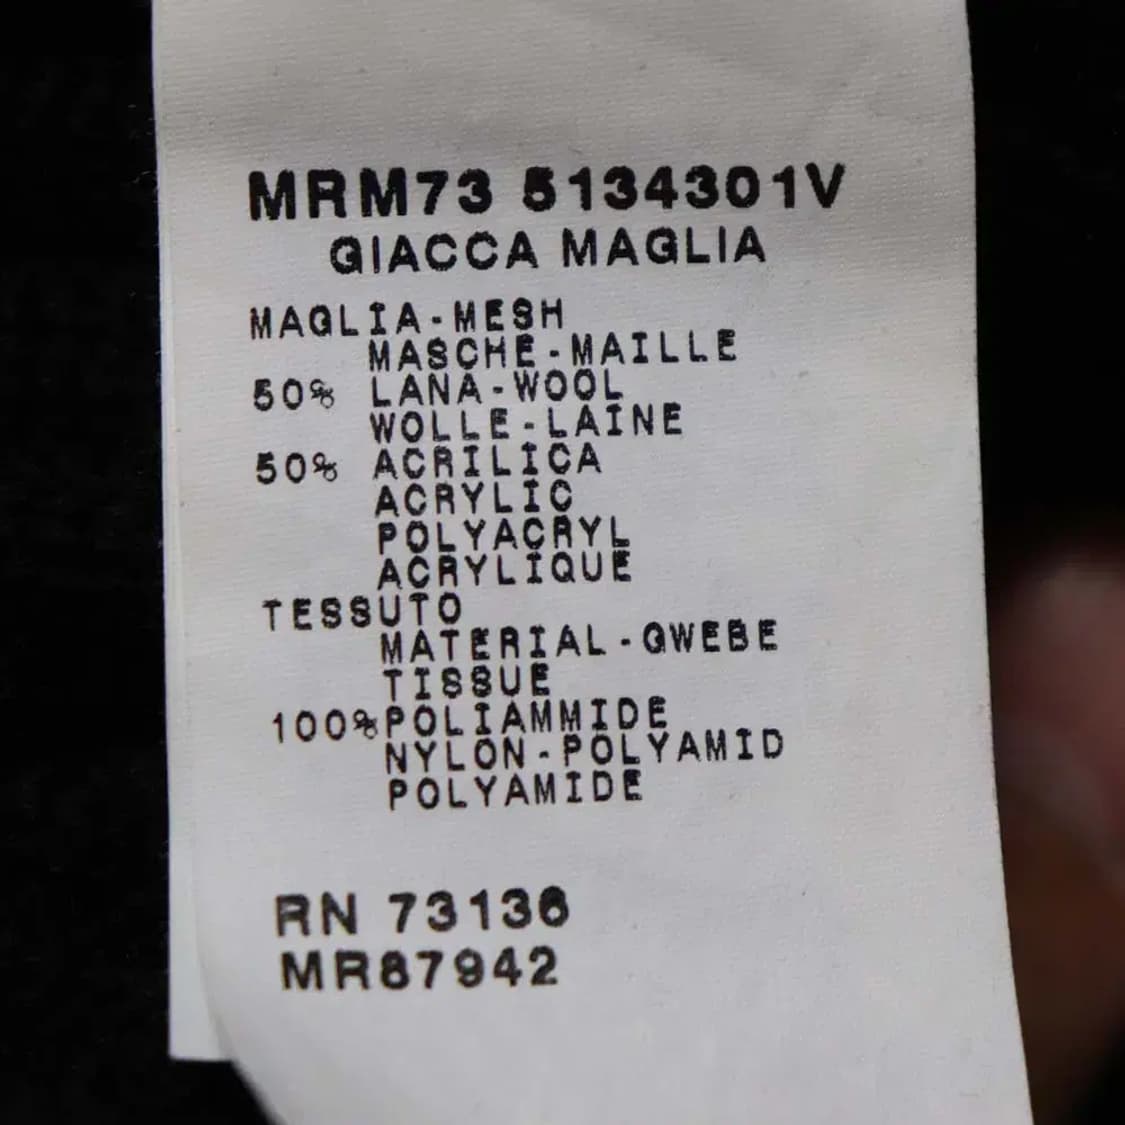 MRM73 5134301V
GIACCA MAGLIA
MAGLIA-MESH
MASCHE-MAILLE
50% LANA-WOOL
WOLLE-LAINE
50% ACRILICA
ACRYLIC
POLYACRYL
ACRYLIQUE
TESSUTO
MATERIAL-GWEBE
TISSUE
100% POLIAMMIDE
NYLON-POLYAMID
POLYAMIDE
RN 73136
MR87942